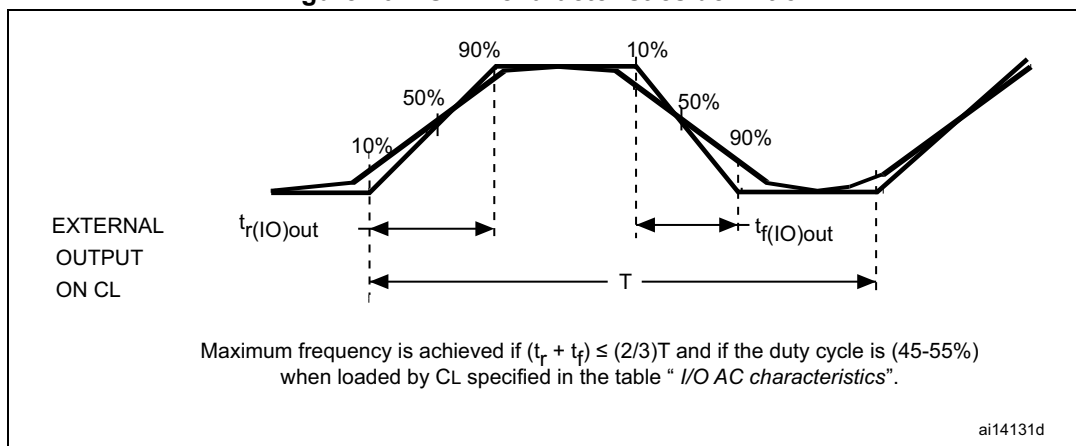 90%
10%
50%
50%
10%
90%
EXTERNAL
OUTPUT
ON CL
tr(IO)out
tf(IO)out
T
Maximum frequency is achieved if (tr + tf) ≤ (2/3)T and if the duty cycle is (45-55%)
when loaded by CL specified in the table “ I/O AC characteristics”.
ai14131d